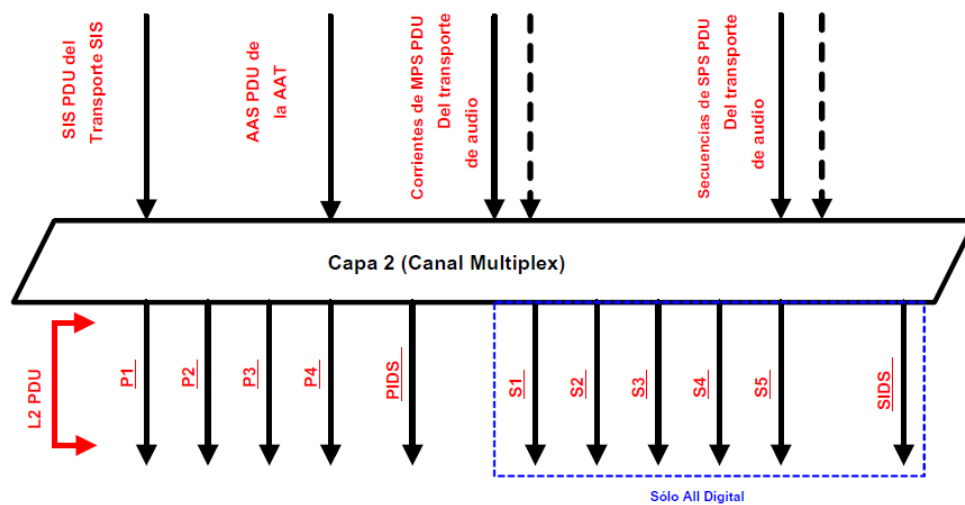 SIS PDU del
Transporte SIS
AAS PDU de
la AAT
Corrientes de MPS PDU
Del transporte
de audio
Secuencias de SPS PDU
Del transporte
de audio
Capa 2 (Canal Multiplex)
L2 PDU
P1
P2
P3
P4
PIDS
S1
S2
S3
S4
S5
SIDS
Sólo All Digital